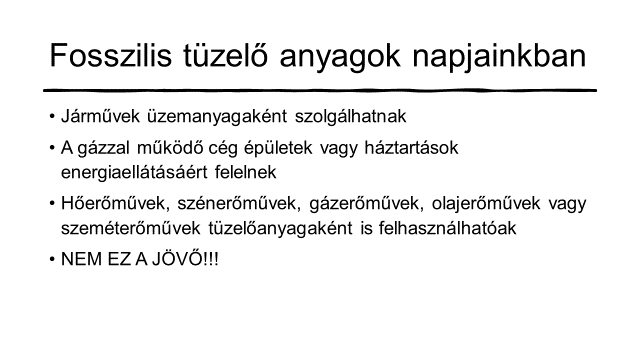 Fosszilis tüzelő anyagok napjainkban
• Járművek üzemanyagaként szolgálhatnak
• A gázzal működő cég épületek vagy háztartások
energiaellátásáért felelnek
• Hőerőművek, szénerőművek, gázerőművek, olajerőművek vagy
szeméterőművek tüzelőanyagaként is felhasználhatóak
• NEM EZ A JÖVŐ!!!